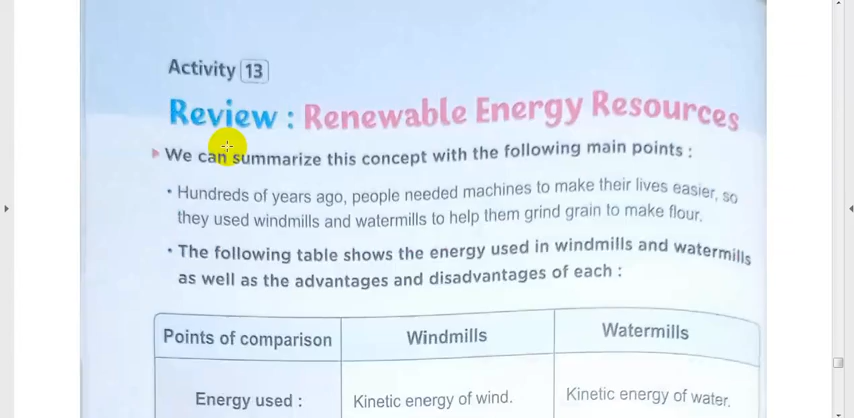 Activity 13
Review : Renewable Energy Resources
We can summarize this concept with the following main points :
• Hundreds of years ago, people needed machines to make their lives easier, so
they used windmills and watermills to help them grind grain to make flour.
• The following table shows the energy used in windmills and watermills
as well as the advantages and disadvantages of each :
Points of comparison Windmills Watermills
Energy used : Kinetic energy of wind. Kinetic energy of water.